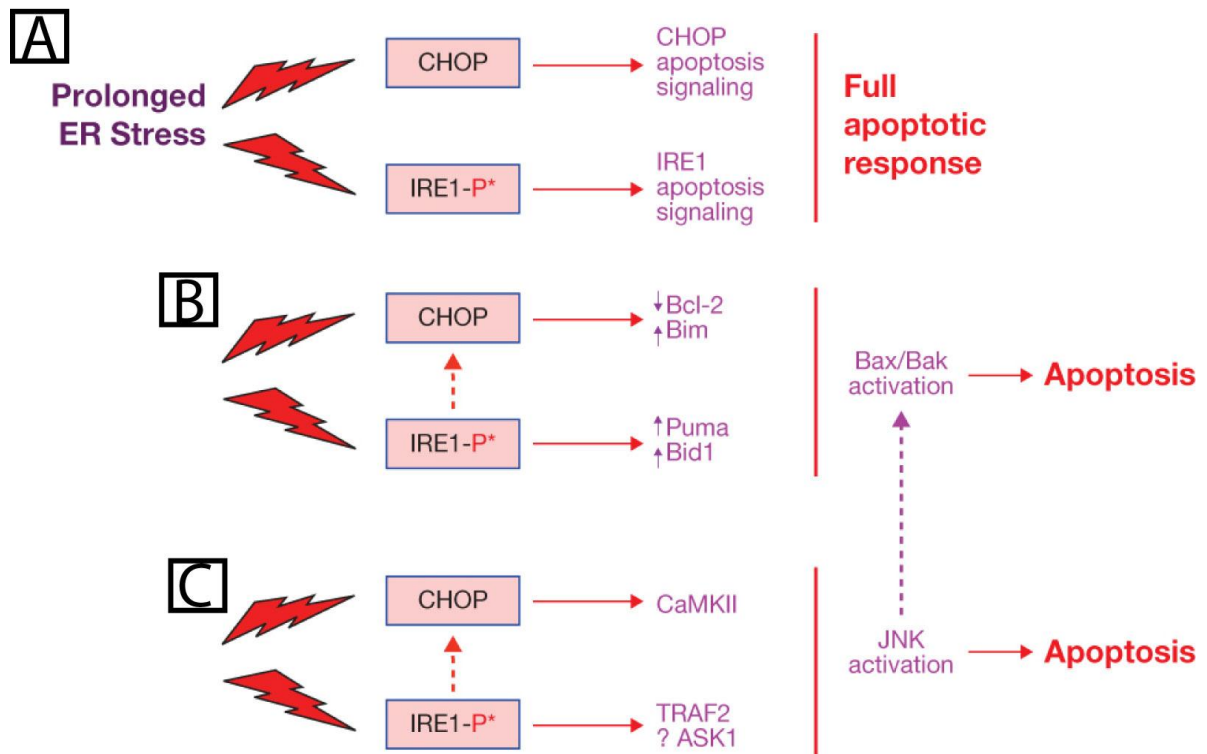 A
Prolonged
ER Stress
CHOP
CHOP
apoptosis
signaling
IRE1-P*
IRE1
apoptosis
signaling
Full
apoptotic
response
B
CHOP
↓Bcl-2
↑Bim
IRE1-P*
↑Puma
↑Bid1
Bax/Bak
activation
Apoptosis
C
CHOP
CaMKII
IRE1-P*
TRAF2
? ASK1
JNK
activation
Apoptosis